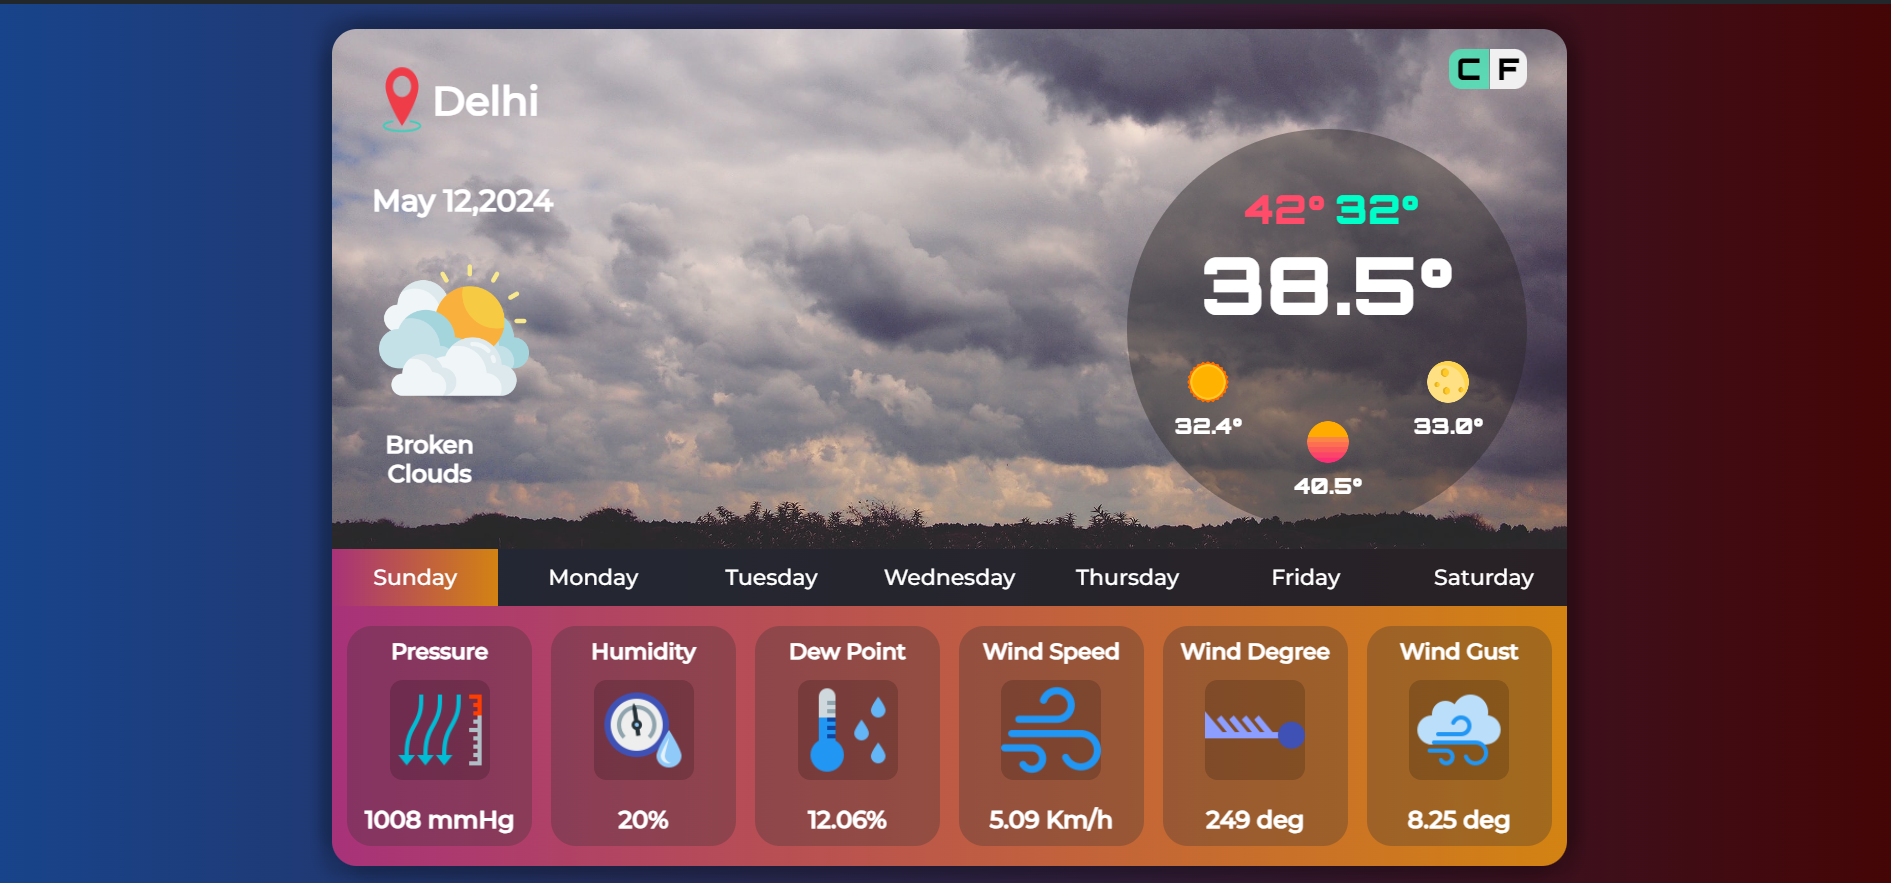 Delhi
C F
May 12,2024
42° 32°
38.5°
32.4°
33.0°
40.5°
Broken
Clouds
Sunday Monday Tuesday Wednesday Thursday Friday Saturday
Pressure Humidity Dew Point Wind Speed Wind Degree Wind Gust
1008 mmHg 20% 12.06% 5.09 Km/h 249 deg 8.25 deg